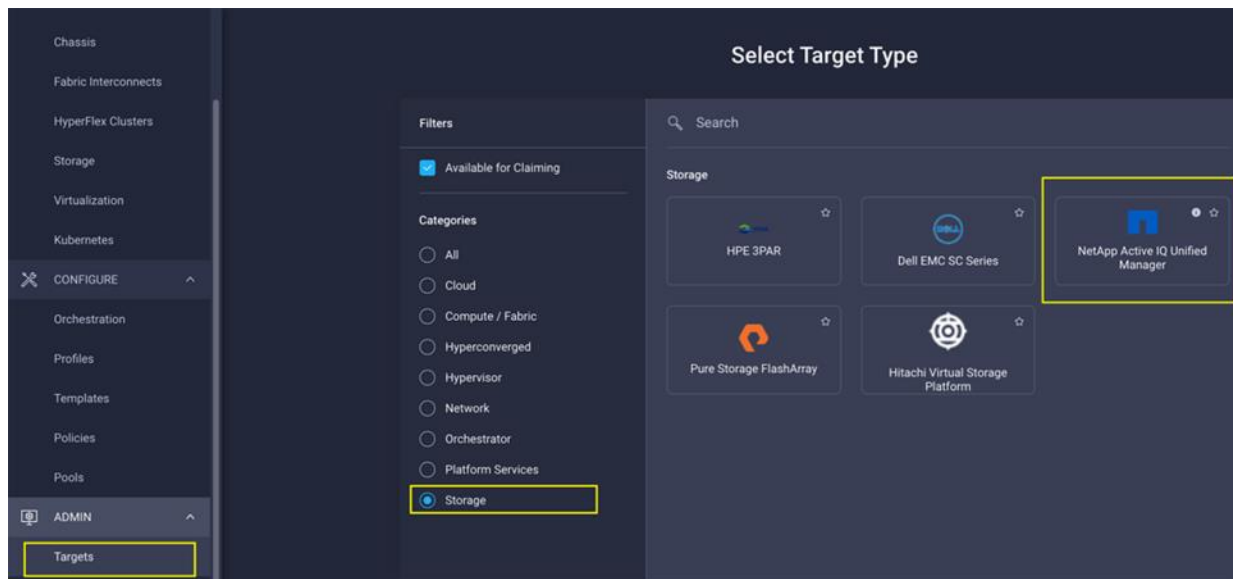 Chassis
Fabric Interconnects
HyperFlex Clusters
Storage
Virtualization
Kubernetes
CONFIGURE
Orchestration
Profiles
Templates
Policies
Pools
ADMIN
Targets
Select Target Type
Filters
Available for Claiming
Categories
All
Cloud
Compute / Fabric
Hyperconverged
Hypervisor
Network
Orchestrator
Platform Services
Storage
Search
Storage
HPE 3PAR
DELL
Dell EMC SC Series
NetApp Active IQ Unified
Manager
Pure Storage FlashArray
Hitachi Virtual Storage
Platform